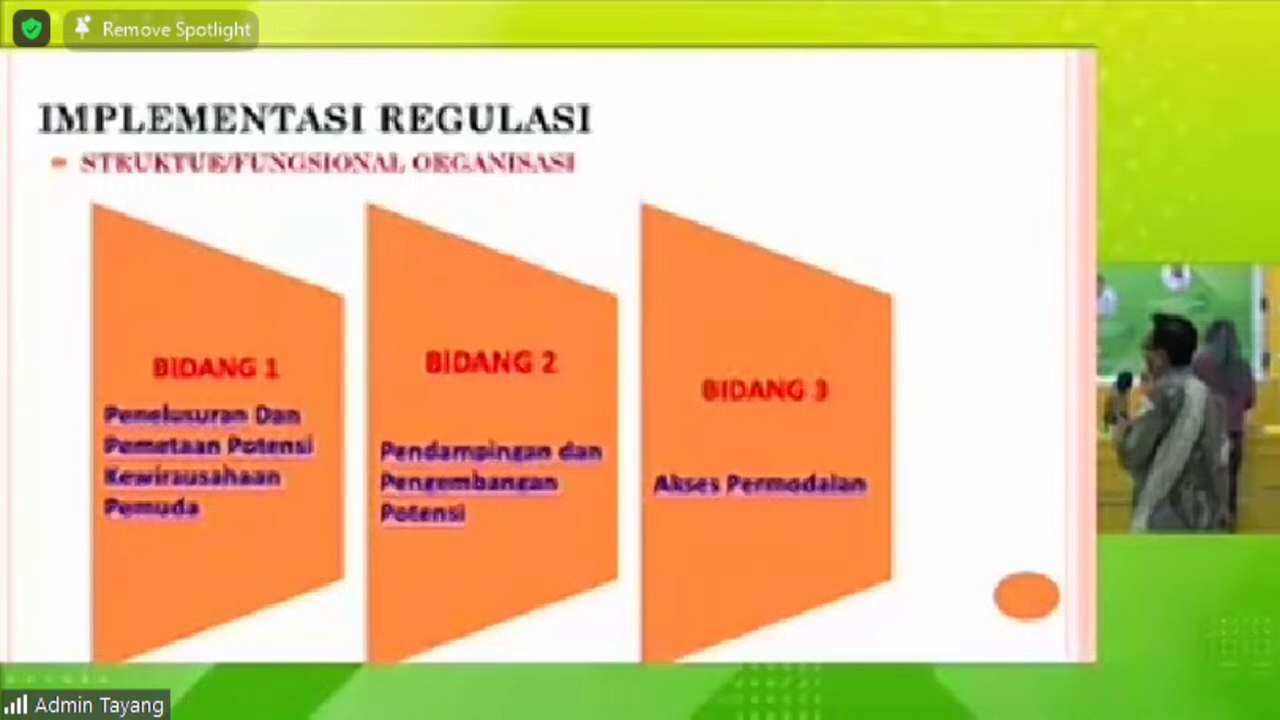 Remove Spotlight
IMPLEMENTASI REGULASI
STRUKTUR/FUNGSIONAL ORGANISASI
BIDANG 1
Penelusuran Dan
Pemetaan Potensi
Kewirausahaan
Pemuda
BIDANG 2
Pendampingan dan
Pengembangan
Potensi
BIDANG 3
Akses Permodalan
Admin Tayang